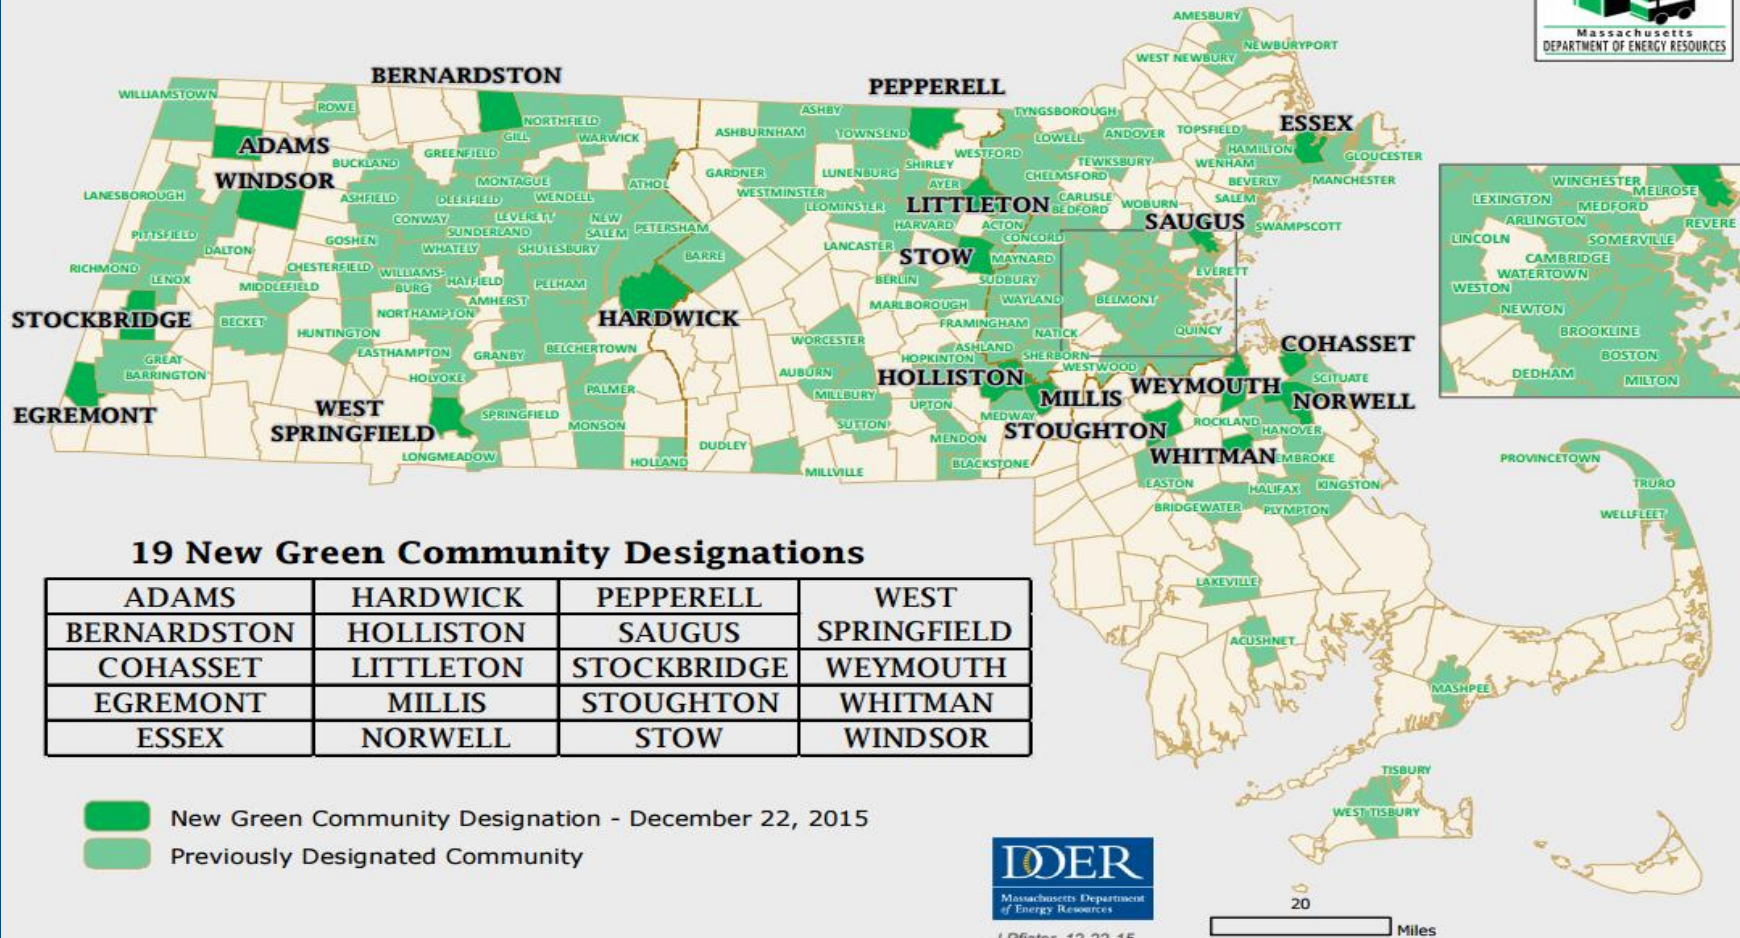 Massachusetts
DEPARTMENT OF ENERGY RESOURCES
AMESBURY
NEWBURYPORT
WEST NEWBURY
BERNARDSTON
PEPPERELL
WILLIAMSTOWN
ROWE
NORTHFIELD
GILL
WARWICK
ASHBY
ASHBURNHAM
TOWNSEND
TYNGSBOROUGH
LOWELL
ANDOVER
TOPSFIELD
ESSEX
ADAMS
GREENFIELD
BUCKLAND
SHIRLEY
WESTFORD
TEWKSBURY
HAMILTON
WENHAM
GLOUCESTER
WINDSOR
MONTAGUE
ATHOL
GARDNER
LUNENBURG
AYER
CHELMSFORD
BEVERLY
MANCHESTER
LANESBOROUGH
ASHFIELD
DEERFIELD
WENDELL
WESTMINSTER
LEOMINSTER
LITTLETON
CARLISLE
BEDFORD
WOBURN
SALEM
CONWAY
LEVERETT
SUNDERLAND
NEW
SALEM
PETERSHAM
HARVARD
ACTON
CONCORD
SAUGUS
SWAMPSCOTT
PITTSFIELD
DALTON
GOSHEN
WHATELY
SHUTESBURY
BARRE
LANCASTER
STOW
MAYNARD
RICHMOND
LENOX
CHESTERFIELD
MIDDLEFIELD
WILLIAMS-
BURG
HATFIELD
AMHERST
PELHAM
BERLIN
SUDBURY
EVERETT
MARLBOROUGH
WAYLAND
BELMONT
STOCKBRIDGE
BECKET
HUNTINGTON
NORTHAMPTON
HARDWICK
FRAMINGHAM
NATICK
QUINCY
GREAT
BARRINGTON
EASTHAMPTON
GRANBY
BELCHERTOWN
WORCESTER
ASHLAND
HOPKINTON
SHERBORN
WESTWOOD
COHASSET
HOLYOKE
AUBURN
HOLLISTON
SCITUATE
EGREMONT
WEST
SPRINGFIELD
SPRINGFIELD
PALMER
MONSON
MILLBURY
UPTON
MEDWAY
MILLIS
WEYMOUTH
NORWELL
SUTTON
STOUGHTON
ROCKLAND
HANOVER
LONGMEADOW
HOLLAND
DUDLEY
MENDON
MILLVILLE
BLACKSTONE
WHITMAN
EMBROKE
EASTON
HALIFAX
KINGSTON
BRIDGEWATER
PLYMPTON
LAKEVILLE
ACUSHNET
MASHPEE
TISBURY
WEST TISBURY
PROVINCETOWN
TRURO
WELLFLEET
WINCHESTER
MELROSE
LEXINGTON
MEDFORD
ARLINGTON
REVERE
LINCOLN
SOMERVILLE
CAMBRIDGE
WATERTOWN
WESTON
NEWTON
BROOKLINE
BOSTON
DEDHAM
MILTON
19 New Green Community Designations
ADAMS HARDWICK PEPPERELL WEST
BERNARDSTON HOLLISTON SAUGUS SPRINGFIELD
COHASSET LITTLETON STOCKBRIDGE WEYMOUTH
EGREMONT MILLIS STOUGHTON WHITMAN
ESSEX NORWELL STOW WINDSOR
New Green Community Designation - December 22, 2015
Previously Designated Community
DOER
Massachusetts Department
of Energy Resources
20
Miles